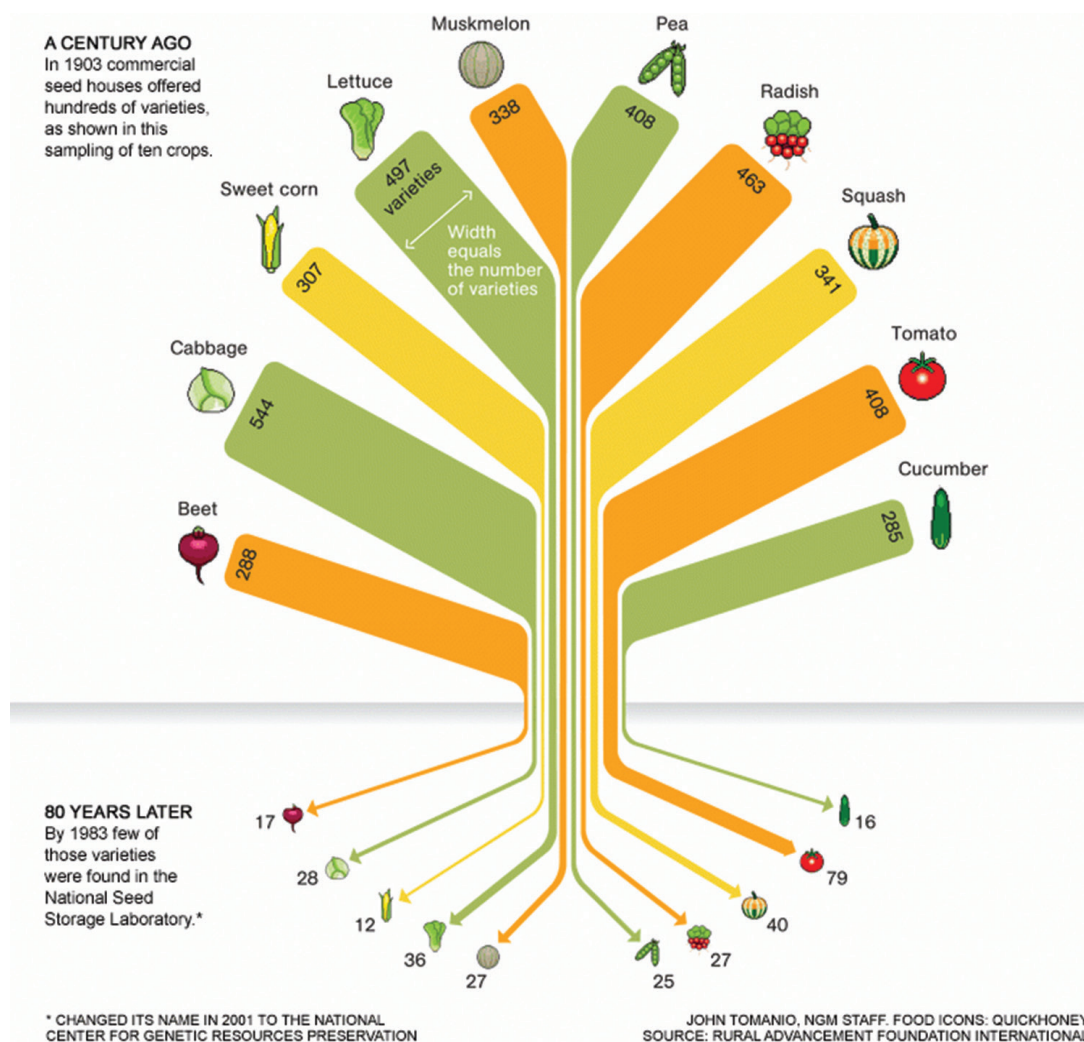 A CENTURY AGO
In 1903 commercial
seed houses offered
hundreds of varieties,
as shown in this
sampling of ten crops.
Muskmelon
338
Pea
408
Lettuce
497
varieties
Width
equals
the number
of varieties
Radish
463
Sweet corn
307
Squash
341
Cabbage
544
Tomato
408
Beet
288
Cucumber
285
80 YEARS LATER
By 1983 few of
those varieties
were found in the
National Seed
Storage Laboratory.*
17
28
12
36
27
25
27
40
79
16
* CHANGED ITS NAME IN 2001 TO THE NATIONAL
CENTER FOR GENETIC RESOURCES PRESERVATION
JOHN TOMANIO, NGM STAFF. FOOD ICONS: QUICKHONEY
SOURCE: RURAL ADVANCEMENT FOUNDATION INTERNATIONAL